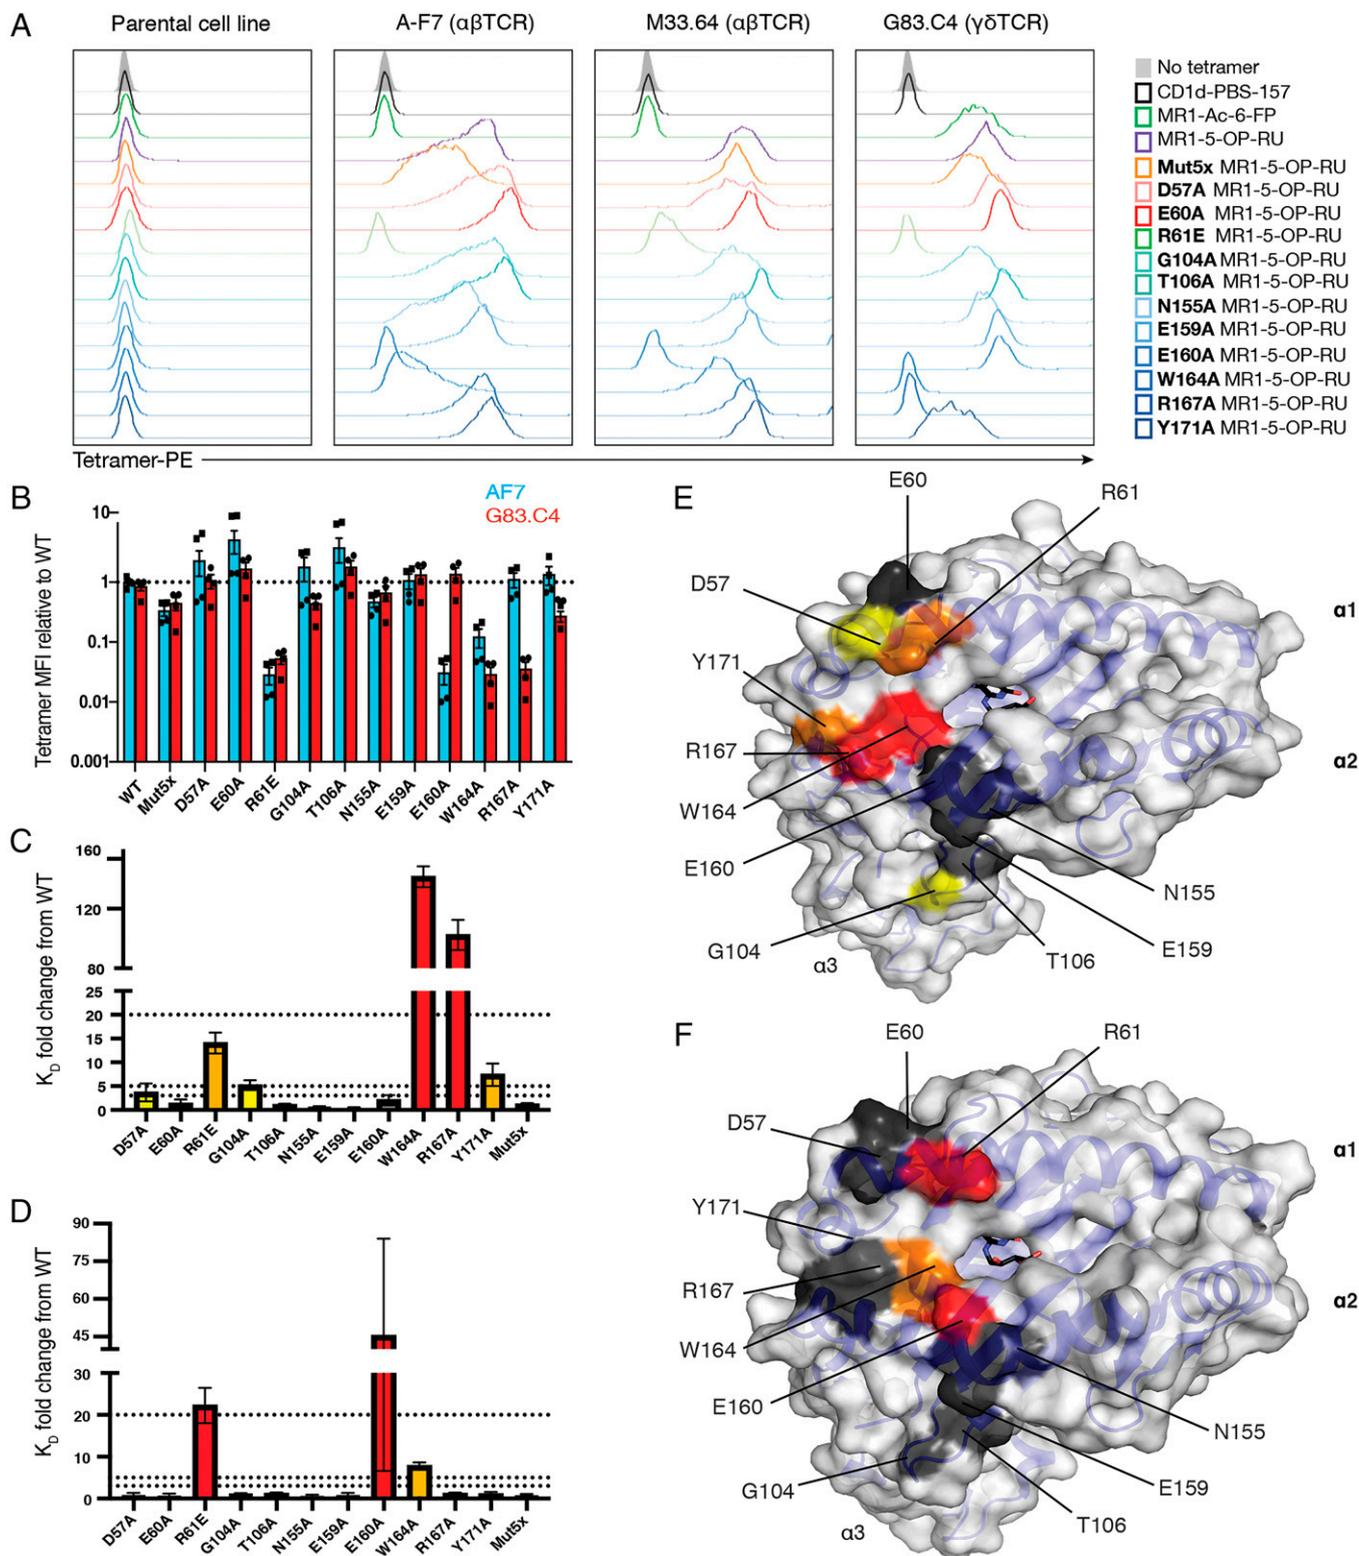 A
Parental cell line
A-F7 (αβTCR)
M33.64 (αβTCR)
G83.C4 (γδTCR)
No tetramer
CD1d-PBS-157
MR1-Ac-6-FP
MR1-5-OP-RU
Mut5x MR1-5-OP-RU
D57A MR1-5-OP-RU
E60A MR1-5-OP-RU
R61E MR1-5-OP-RU
G104A MR1-5-OP-RU
T106A MR1-5-OP-RU
N155A MR1-5-OP-RU
E159A MR1-5-OP-RU
E160A MR1-5-OP-RU
W164A MR1-5-OP-RU
R167A MR1-5-OP-RU
Y171A MR1-5-OP-RU
Tetramer-PE
B
AF7
G83.C4
Tetramer MFI relative to WT
10
1
0.1
0.01
0.001
WT
Mut5x
D57A
E60A
R61E
G104A
T106A
N155A
E159A
E160A
W164A
R167A
Y171A
C
KD fold change from WT
160
120
80
25
20
15
10
5
0
D57A
E60A
R61E
G104A
T106A
N155A
E159A
E160A
W164A
R167A
Y171A
Mut5x
D
KD fold change from WT
90
75
60
45
30
20
10
0
D57A
E60A
R61E
G104A
T106A
N155A
E159A
E160A
W164A
R167A
Y171A
Mut5x
E
E60
R61
D57
α1
Y171
R167
α2
W164
E160
N155
G104
E159
T106
α3
F
E60
R61
D57
α1
Y171
R167
α2
W164
E160
N155
G104
E159
T106
α3